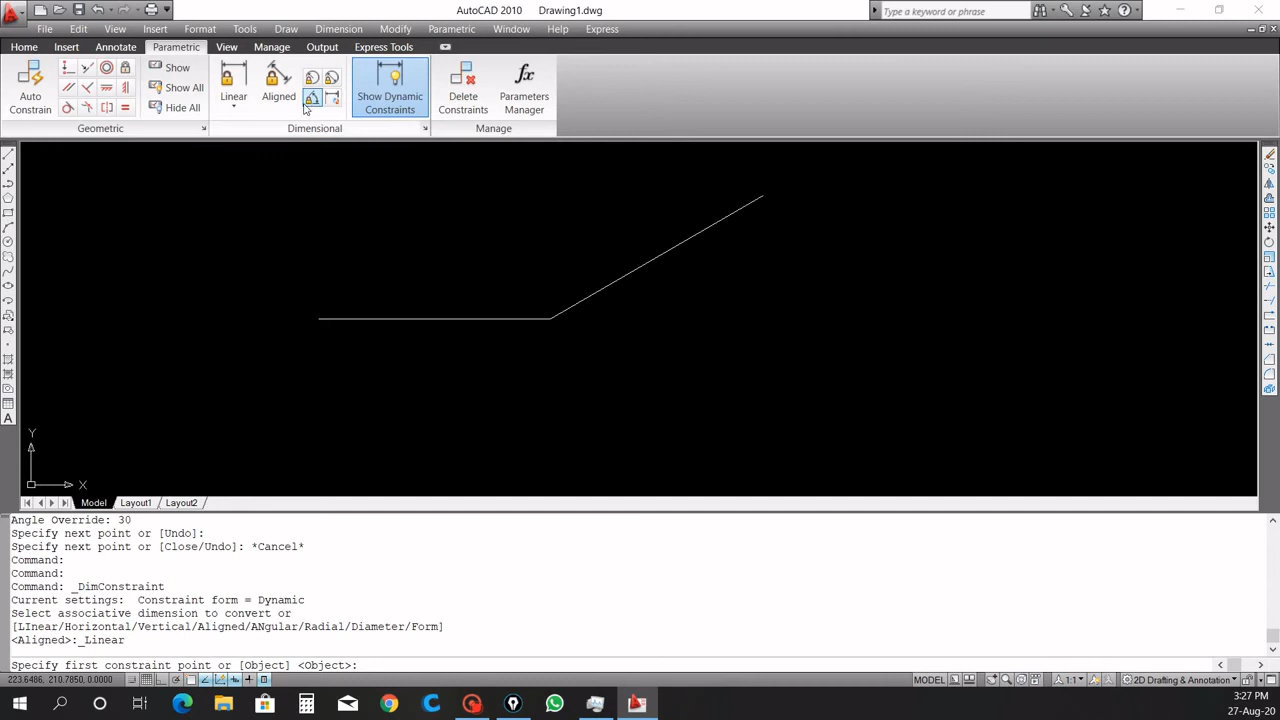 AutoCAD 2010 Drawing1.dwg
Type a keyword or phrase
File Edit View Insert Format Tools Draw Dimension Modify Parametric Window Help Express
Home Insert Annotate Parametric View Manage Output Express Tools
Auto Constrain
Show
Show All
Hide All
Linear
Aligned
Show Dynamic Constraints
Delete Constraints
fx
Parameters Manager
Geometric
Dimensional
Manage
A
Y
X
Model Layout1 Layout2
Angle Override: 30
Specify next point or [Undo]:
Specify next point or [Close/Undo]: *Cancel*
Command:
Command:
Command: _DimConstraint
Current settings:  Constraint form = Dynamic
Select associative dimension to convert or
[LInear/Horizontal/Vertical/Aligned/ANgular/Radial/Diameter/Form]
<Aligned>:_Linear
Specify first constraint point or [Object] <Object>:
223.6486, 210.7850, 0.0000
MODEL
1:1
2D Drafting & Annotation
3:27 PM
27-Aug-20